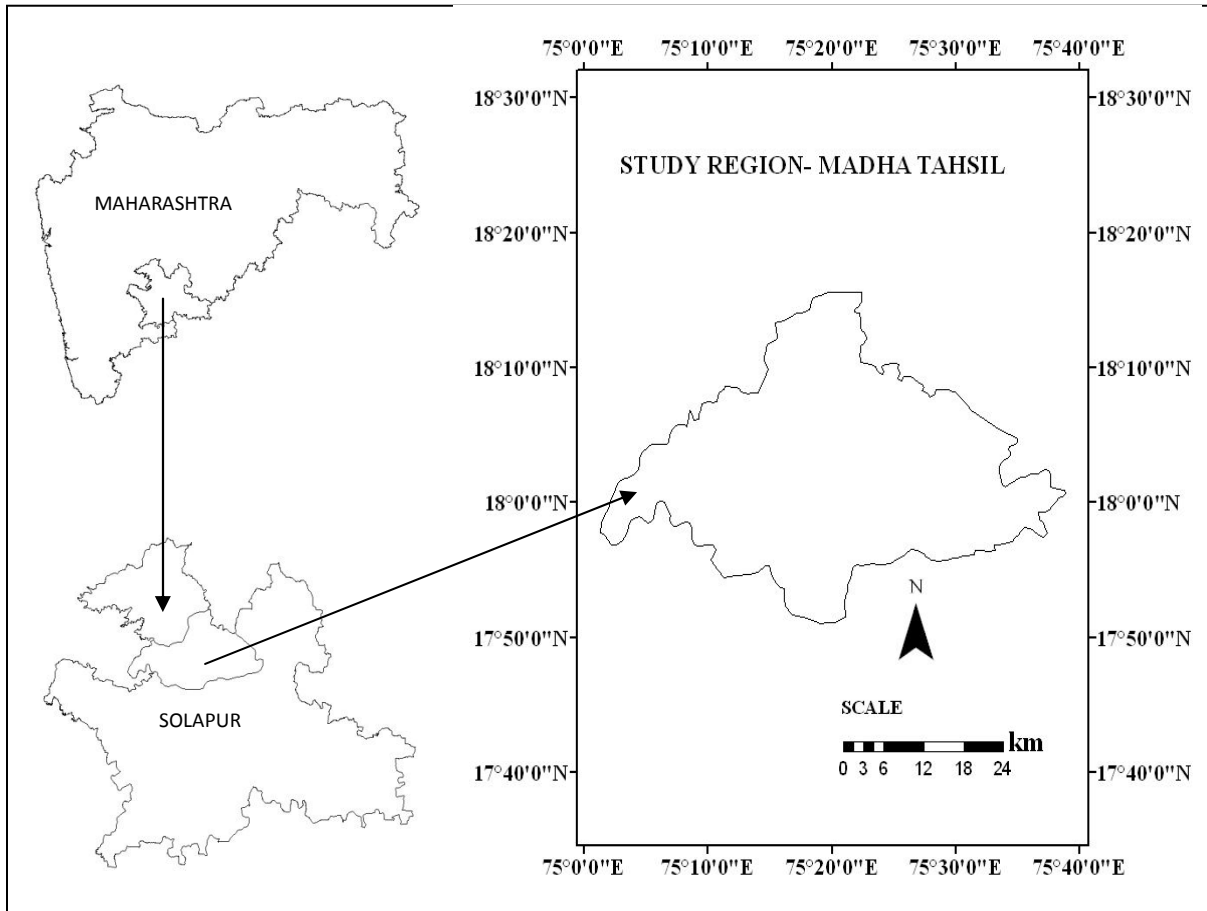 75°0'0"E 75°10'0"E 75°20'0"E 75°30'0"E 75°40'0"E
18°30'0"N 18°30'0"N
STUDY REGION- MADHA TAHSIL
MAHARASHTRA
18°20'0"N 18°20'0"N
18°10'0"N 18°10'0"N
18°0'0"N 18°0'0"N
N
17°50'0"N 17°50'0"N
SOLAPUR
SCALE
km
0 3 6 12 18 24
17°40'0"N 17°40'0"N
75°0'0"E 75°10'0"E 75°20'0"E 75°30'0"E 75°40'0"E